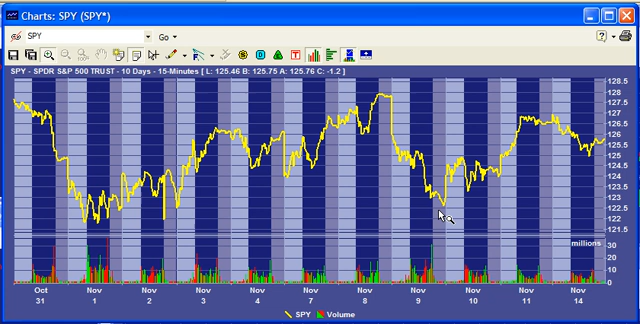 Charts: SPY (SPY*)
SPY
Go
SPY - SPDR S&P 500 TRUST - 10 Days - 15-Minutes [ L: 125.46 B: 125.75 A: 125.76 C: -1.2 ]
128.5
128
127.5
127
126.5
126
125.5
125
124.5
124
123.5
123
122.5
122
121.5
millions
30
20
10
0
Oct Nov Nov Nov Nov Nov Nov Nov Nov Nov Nov
31 1 2 3 4 7 8 9 10 11 14
SPY Volume